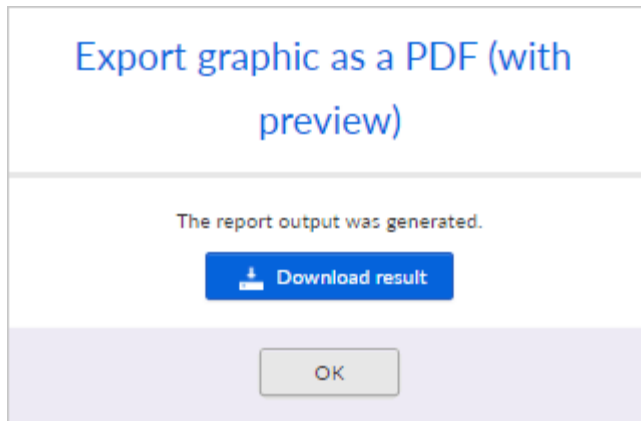 Export graphic as a PDF (with
preview)
The report output was generated.
Download result
OK